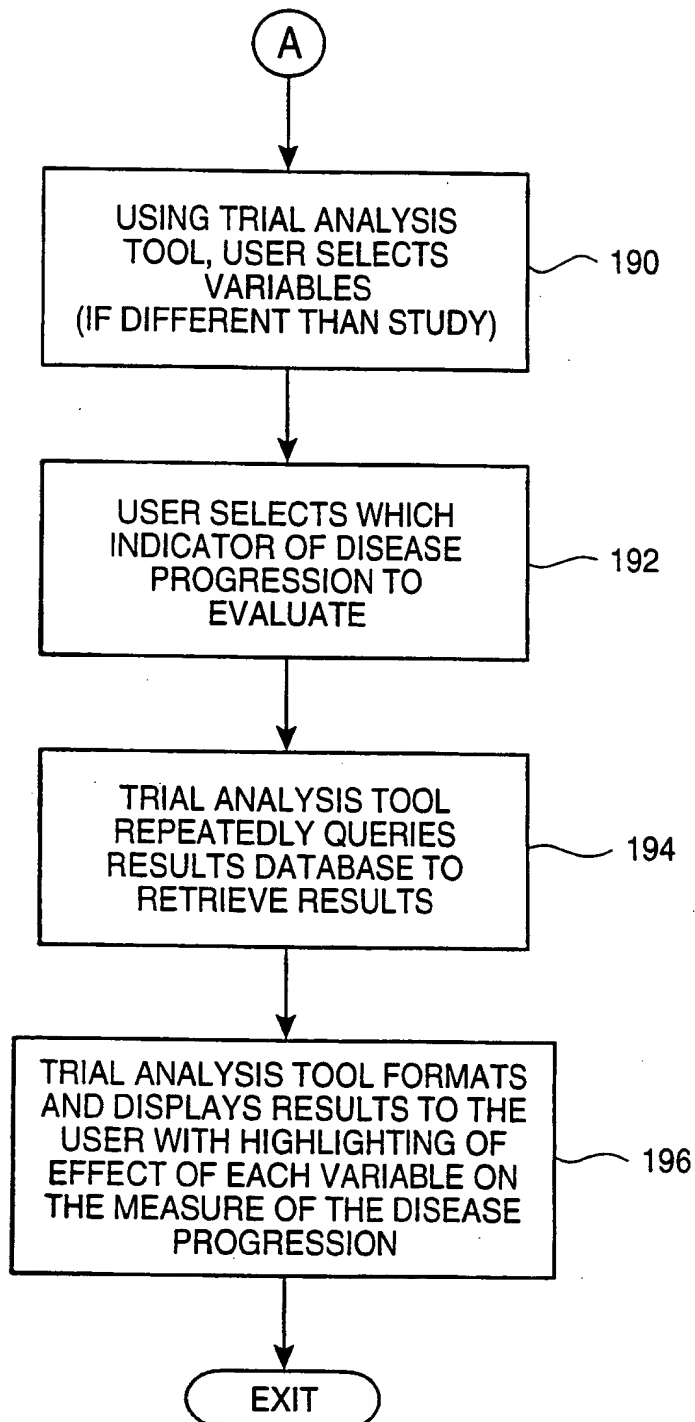 A
USING TRIAL ANALYSIS
TOOL, USER SELECTS
VARIABLES
(IF DIFFERENT THAN STUDY)
190
USER SELECTS WHICH
INDICATOR OF DISEASE
PROGRESSION TO
EVALUATE
192
TRIAL ANALYSIS TOOL
REPEATEDLY QUERIES
RESULTS DATABASE TO
RETRIEVE RESULTS
194
TRIAL ANALYSIS TOOL FORMATS
AND DISPLAYS RESULTS TO THE
USER WITH HIGHLIGHTING OF
EFFECT OF EACH VARIABLE ON
THE MEASURE OF THE DISEASE
PROGRESSION
196
EXIT